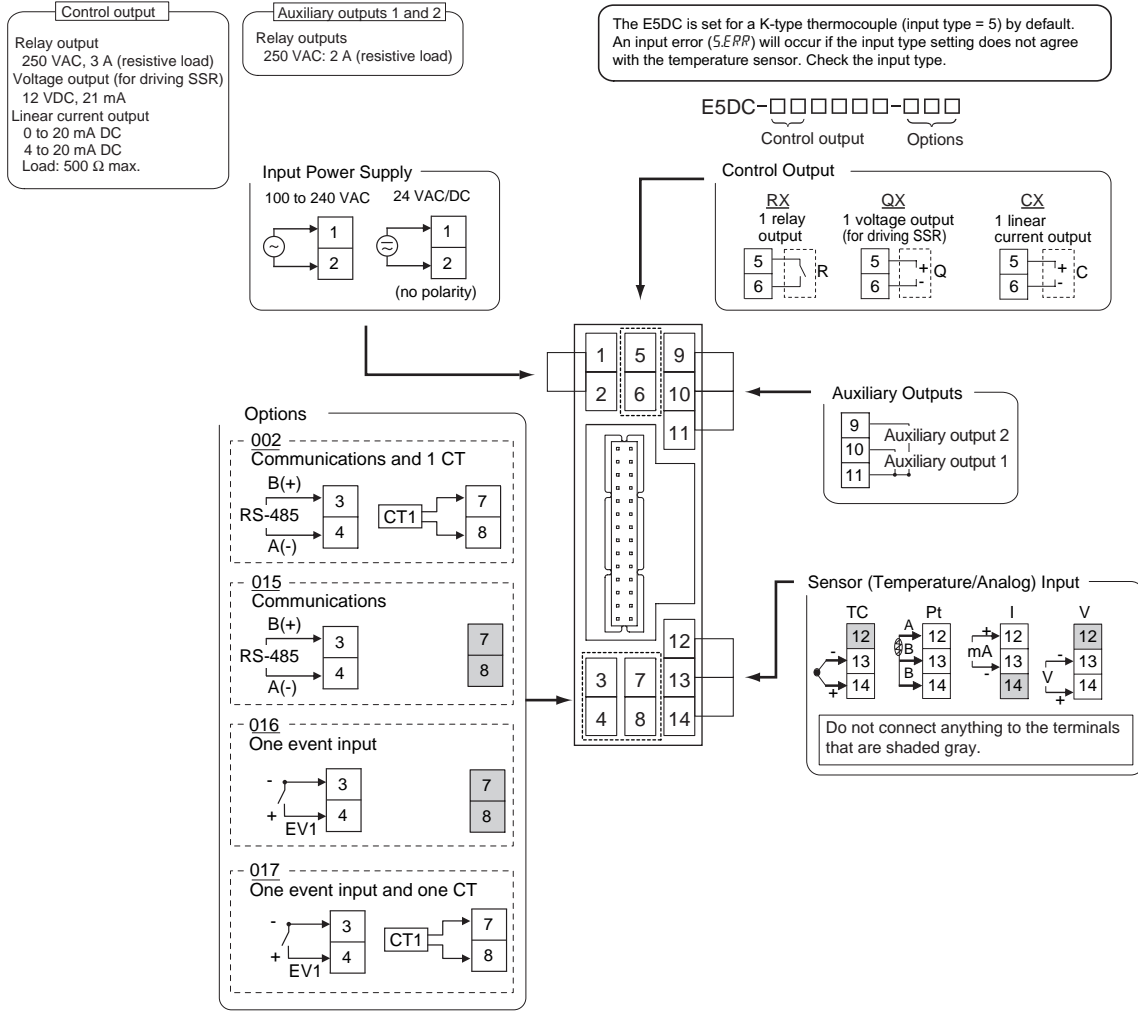 Control output
Relay output
250 VAC, 3 A (resistive load)
Voltage output (for driving SSR)
12 VDC, 21 mA
Linear current output
0 to 20 mA DC
4 to 20 mA DC
Load: 500 Ω max.
Auxiliary outputs 1 and 2
Relay outputs
250 VAC: 2 A (resistive load)
The E5DC is set for a K-type thermocouple (input type = 5) by default.
An input error (S.ERR) will occur if the input type setting does not agree
with the temperature sensor. Check the input type.
E5DC-□□□□□□-□□□
Control output Options
Input Power Supply
100 to 240 VAC 24 VAC/DC
1 1
2 2
(no polarity)
Control Output
RX QX CX
1 relay
output
1 voltage output
(for driving SSR)
1 linear
current output
5 R
6
5 + Q
6 -
5 + C
6 -
1 5 9
2 6 10
11
12
3 7 13
4 8 14
Auxiliary Outputs
9
Auxiliary output 2
10
Auxiliary output 1
11
Options
002
Communications and 1 CT
B(+)
RS-485
A(-)
3
4
CT1
7
8
015
Communications
B(+)
RS-485
A(-)
3
4
7
8
016
One event input
-
+
EV1
3
4
7
8
017
One event input and one CT
-
+
EV1
3
4
CT1
7
8
Sensor (Temperature/Analog) Input
TC Pt I V
12
- 13
+ 14
A 12
B 13
B 14
+ 12
mA
- 13
14
12
- 13
V
+ 14
Do not connect anything to the terminals
that are shaded gray.